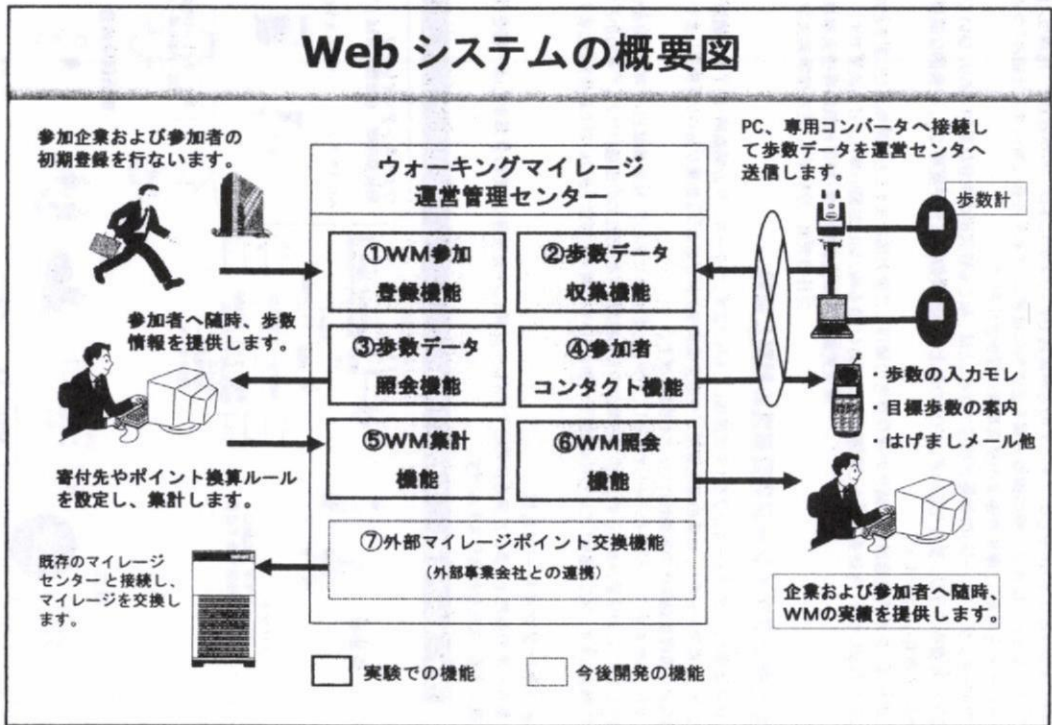 Web システムの概要図
参加企業および参加者の
初期登録を行ないます。
PC、専用コンバータへ接続し
て歩数データを運営センタへ
送信します。
歩数計
ウォーキングマイレージ
運営管理センター
①WM参加
登録機能
②歩数データ
収集機能
参加者へ随時、歩数
情報を提供します。
③歩数データ
照会機能
④参加者
コンタクト機能
・歩数の入力モレ
・目標歩数の案内
・はげましメール他
⑤WM集計
機能
⑥WM照会
機能
寄付先やポイント換算ルール
を設定し、集計します。
⑦外部マイレージポイント交換機能
(外部事業会社との連携)
既存のマイレージ
センターと接続し、
マイレージを交換し
ます。
企業および参加者へ随時、
WMの実績を提供します。
実験での機能
今後開発の機能